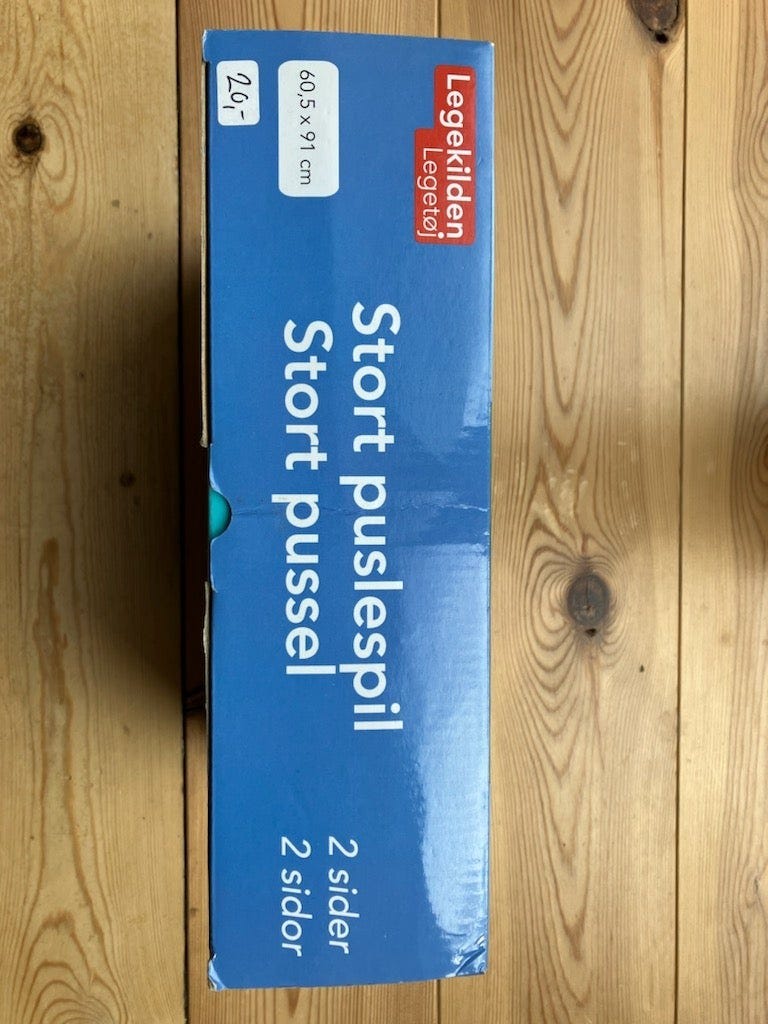 Legekilden
Legetøj
Stort puslespil
Stort pussel
2 sider
2 sidor
60,5 x 91 cm
20,-